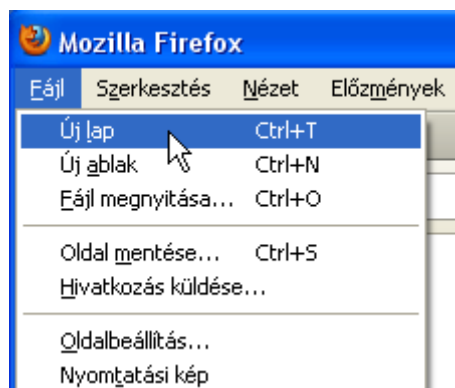 Mozilla Firefox
Fájl Szerkesztés Nézet Előzmények
Új lap Ctrl+T
Új ablak Ctrl+N
Fájl megnyitása... Ctrl+O
Oldal mentése... Ctrl+S
Hivatkozás küldése...
Oldalbeállítás...
Nyomtatási kép